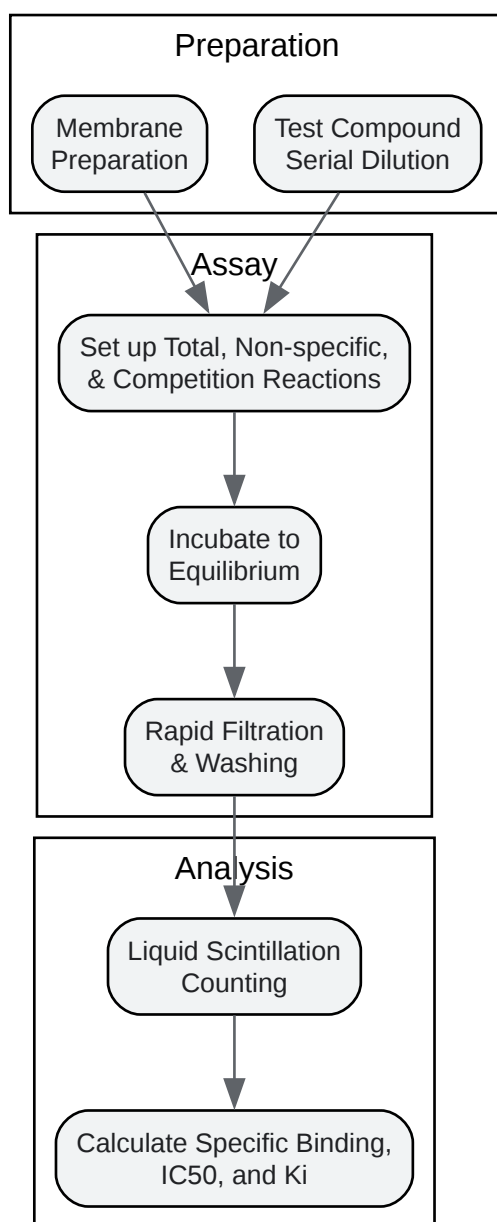 Preparation
Membrane
Preparation
Test Compound
Serial Dilution
Assay
Set up Total, Non-specific,
& Competition Reactions
Incubate to
Equilibrium
Rapid Filtration
& Washing
Analysis
Liquid Scintillation
Counting
Calculate Specific Binding,
IC50, and Ki